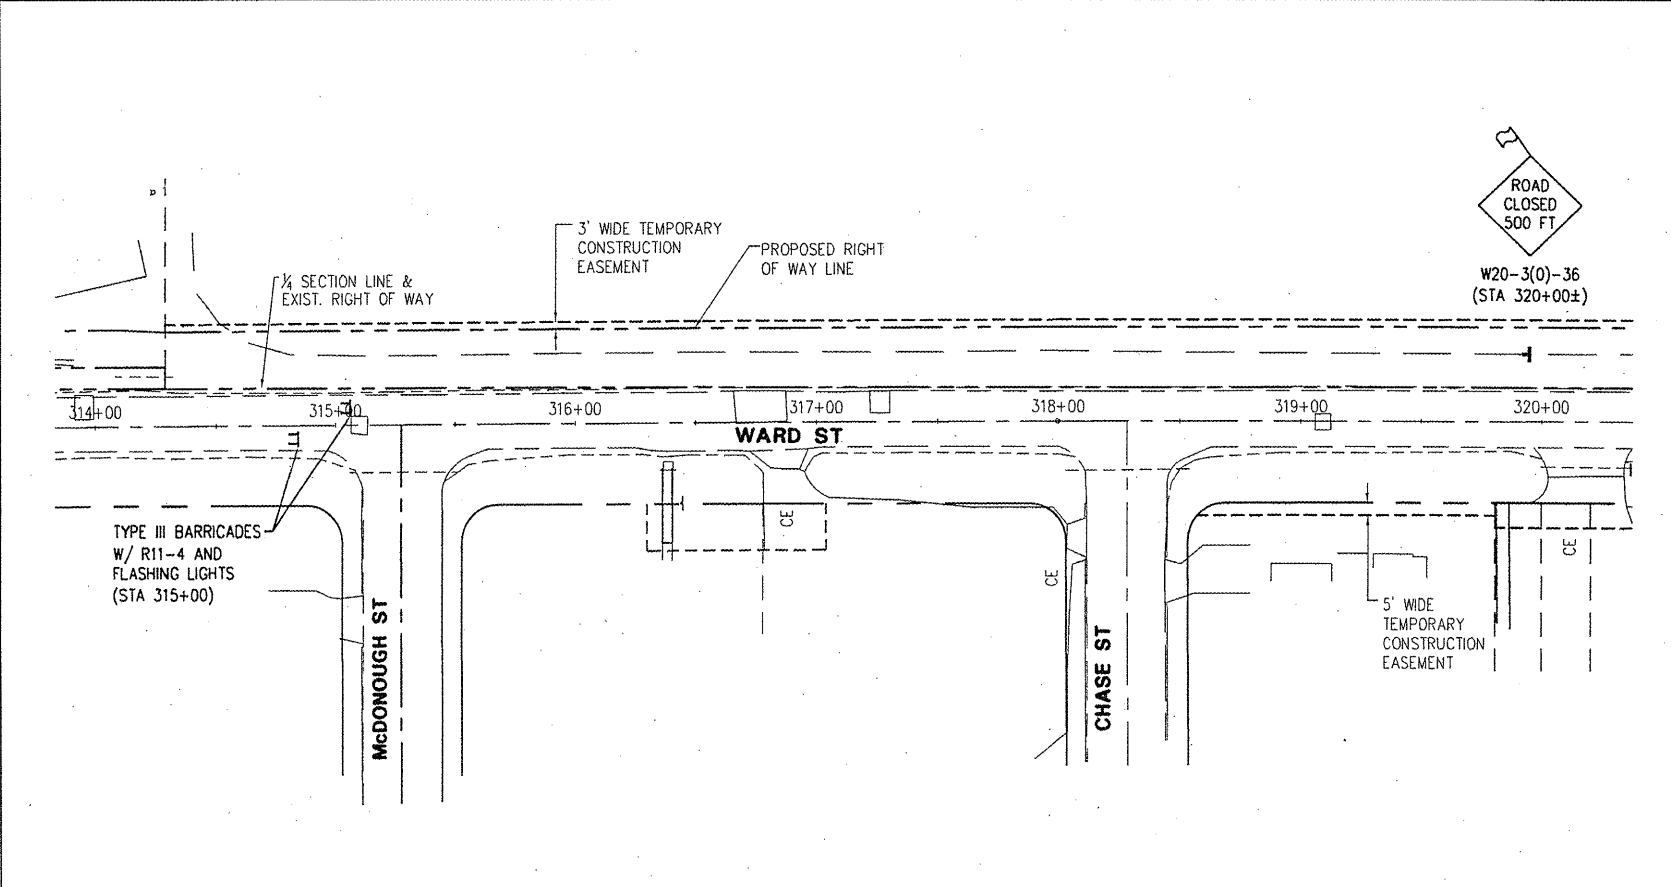 ROAD
CLOSED
500 FT
W20-3(0)-36
(STA 320+00±)
3' WIDE TEMPORARY
CONSTRUCTION
EASEMENT
PROPOSED RIGHT
OF WAY LINE
¼ SECTION LINE &
EXIST. RIGHT OF WAY
314+00
315+00
316+00
317+00
318+00
319+00
320+00
WARD ST
TYPE III BARRICADES
W/ R11-4 AND
FLASHING LIGHTS
(STA 315+00)
CE
CE
CE
McDONOUGH ST
CHASE ST
5' WIDE
TEMPORARY
CONSTRUCTION
EASEMENT